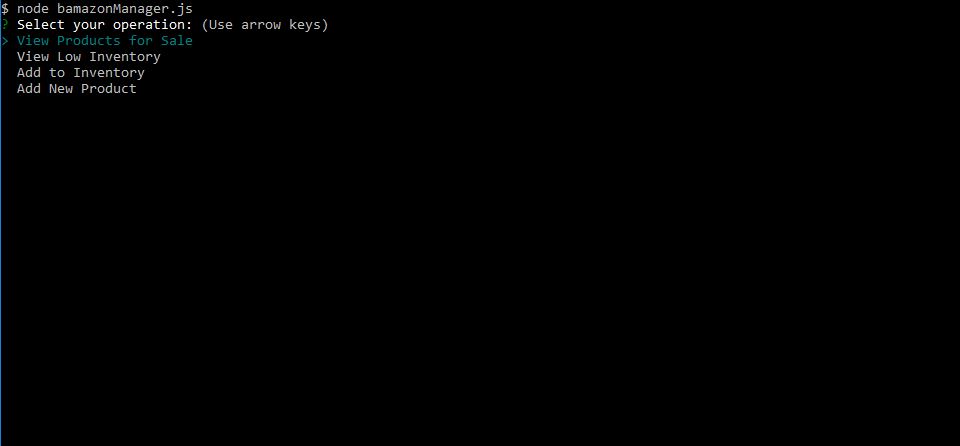 $ node bamazonManager.js
? Select your operation: (Use arrow keys)
> View Products for Sale
View Low Inventory
Add to Inventory
Add New Product